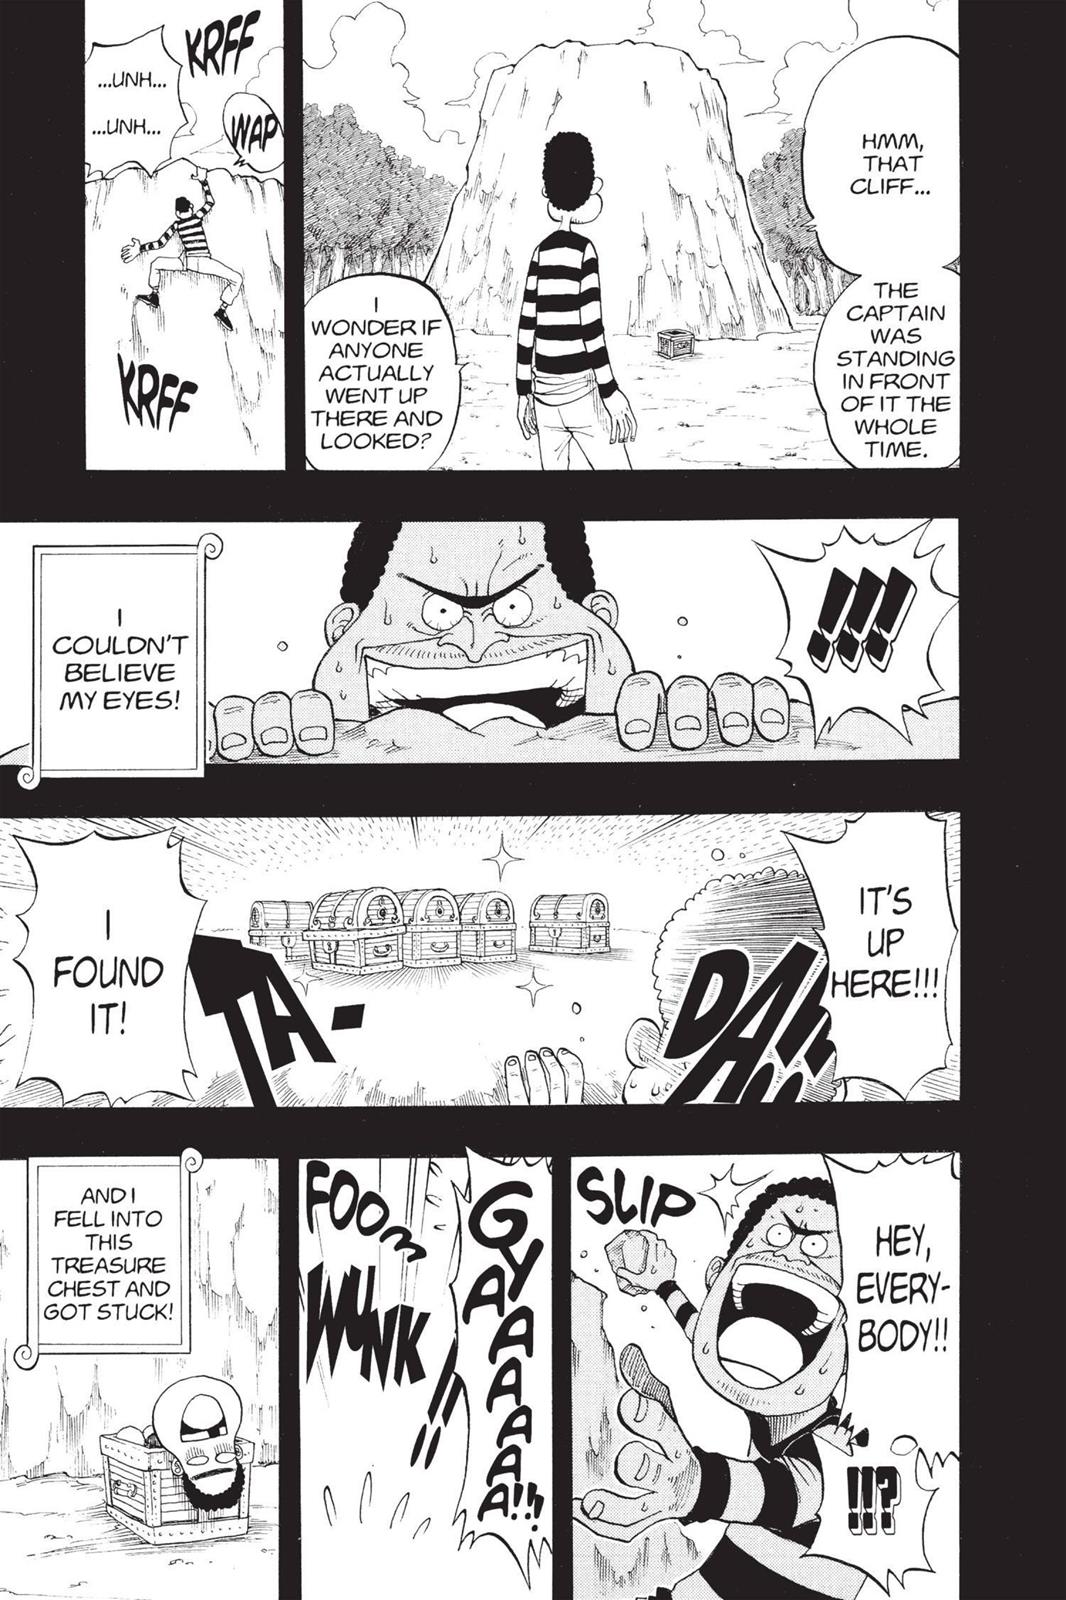 HMM,
THAT
CLIFF...
THE
CAPTAIN
WAS
STANDING
IN FRONT
OF IT THE
WHOLE
TIME.
I
WONDER IF
ANYONE
ACTUALLY
WENT UP
THERE AND
LOOKED?
KRFF
...UNH...
...UNH...
WAP
KRFF
!!!
I
COULDN'T
BELIEVE
MY EYES!
IT'S
UP
HERE!!!
I
FOUND
IT!
TA-
DAH
HEY,
EVERY-
BODY!!
SLIP
!!?
GYAAAAAA!!!
FOOM
WUNK
!!
AND I
FELL INTO
THIS
TREASURE
CHEST AND
GOT STUCK!